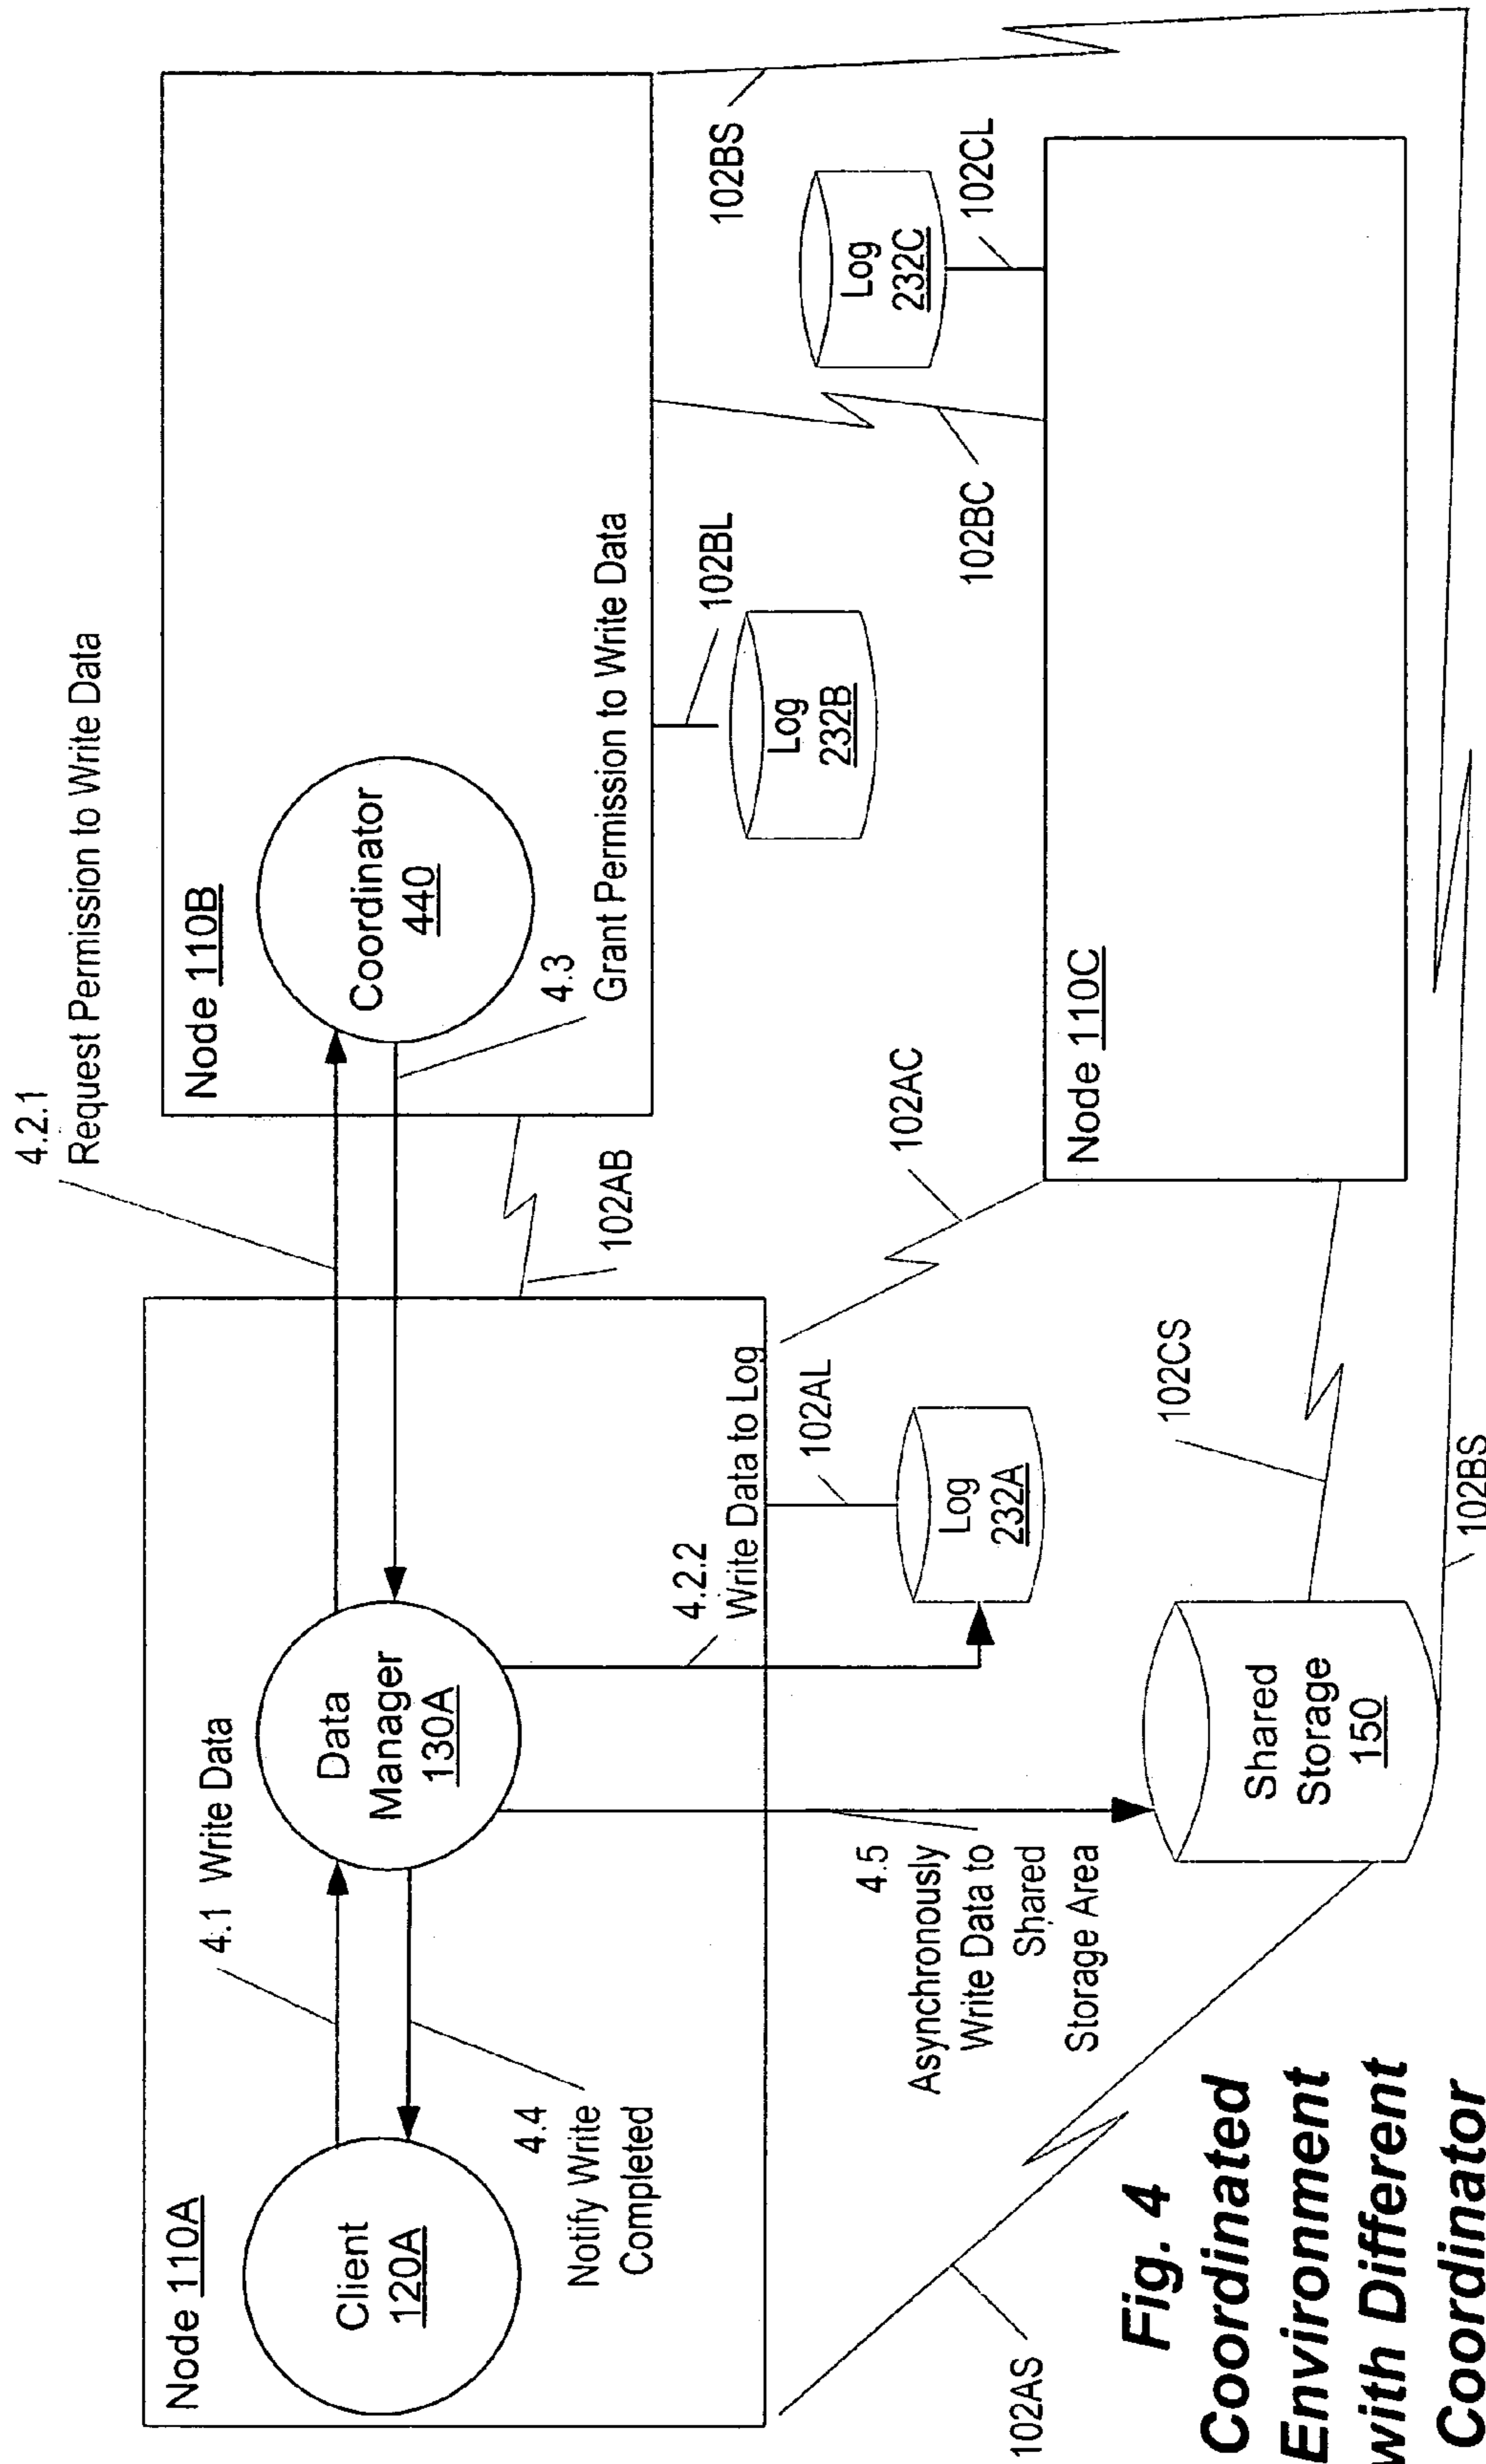 4.2.1
Request Permission to Write Data
Node 110A
Client
120A
4.1 Write Data
4.4
Notify Write
Completed
Data
Manager
130A
Node 110B
Coordinator
440
4.3
Grant Permission to Write Data
102AB
4.2.2
Write Data to Log
102AL
Log
232A
102BL
Log
232B
102BS
Log
232C
102CL
102BC
102AC
Node 110C
4.5
Asynchronously
Write Data to
Shared
Storage Area
Shared
Storage
150
102CS
102BS
102AS
Fig. 4
Coordinated
Environment
with Different
Coordinator